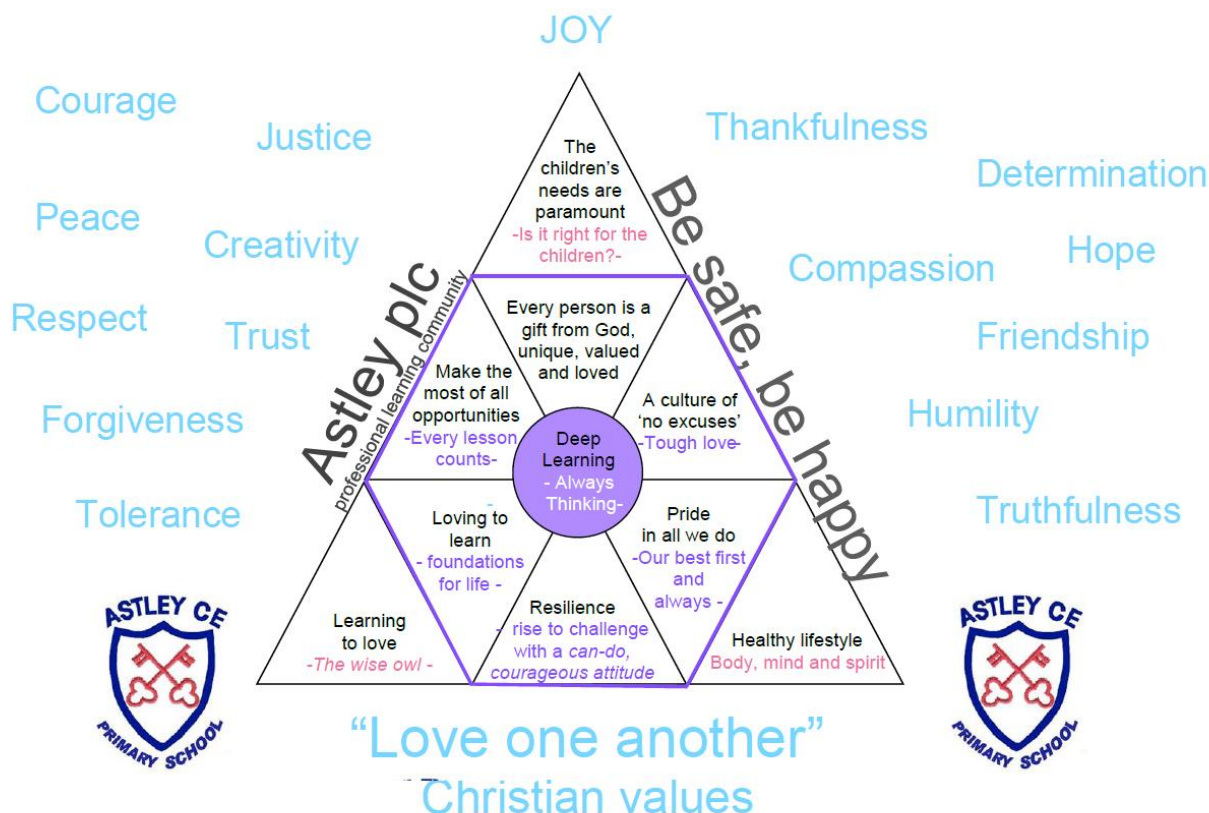 JOY
Courage
Justice
Peace
Creativity
Respect
Trust
Forgiveness
Tolerance
Thankfulness
Determination
Hope
Compassion
Friendship
Humility
Truthfulness
Astley plc
professional learning community
Be safe, be happy
The
children's
needs are
paramount
-Is it right for the
children?-
Every person is a
gift from God,
unique, valued
and loved
Make the
most of all
opportunities
-Every lesson
counts-
A culture of
'no excuses'
-Tough love-
Deep
Learning
- Always
Thinking-
Loving to
learn
- foundations
for life -
Pride
in all we do
-Our best first
and
always -
Learning
to love
-The wise owl -
Resilience
- rise to challenge
with a can-do,
courageous attitude
Healthy lifestyle
Body, mind and spirit
ASTLEY CE
PRIMARY SCHOOL
ASTLEY CE
PRIMARY SCHOOL
“Love one another”
Christian values